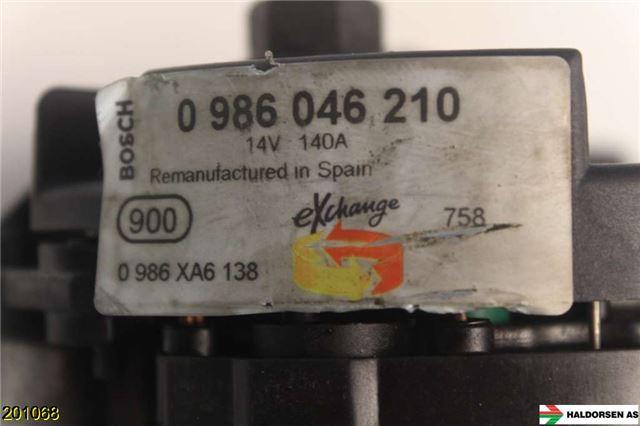 BOSCH
0 986 046 210
14V 140A
Remanufactured in Spain
900
eXchange
758
0 986 XA6 138
201068
HALDORSEN AS